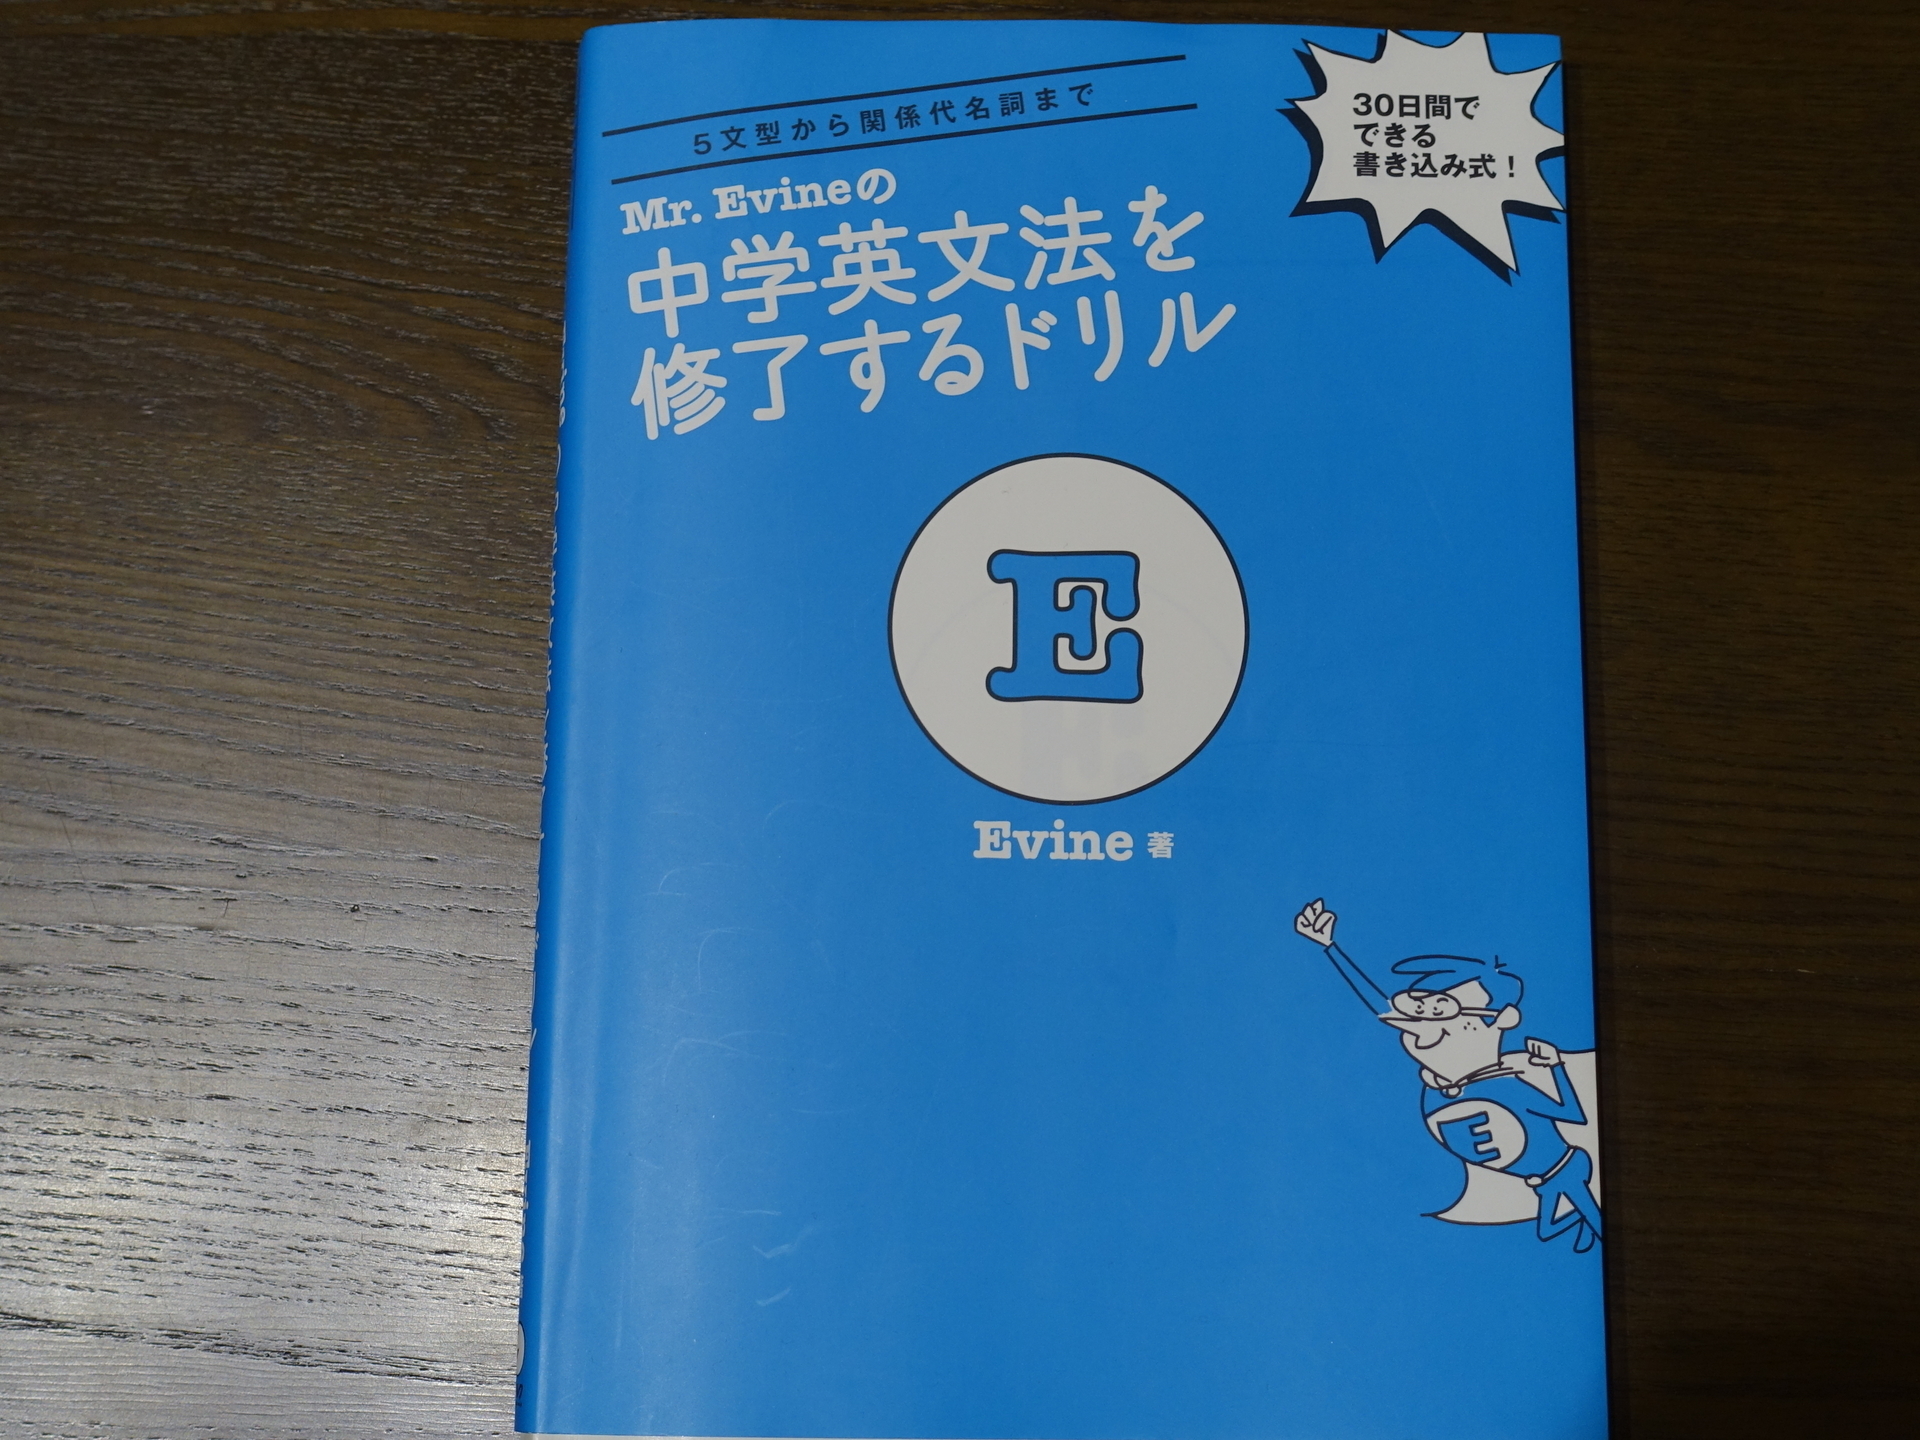 5文型から関係代名詞まで
Mr. Evineの
中学英文法を
修了するドリル
30日間で
できる
書き込み式！
E
Evine 著
E